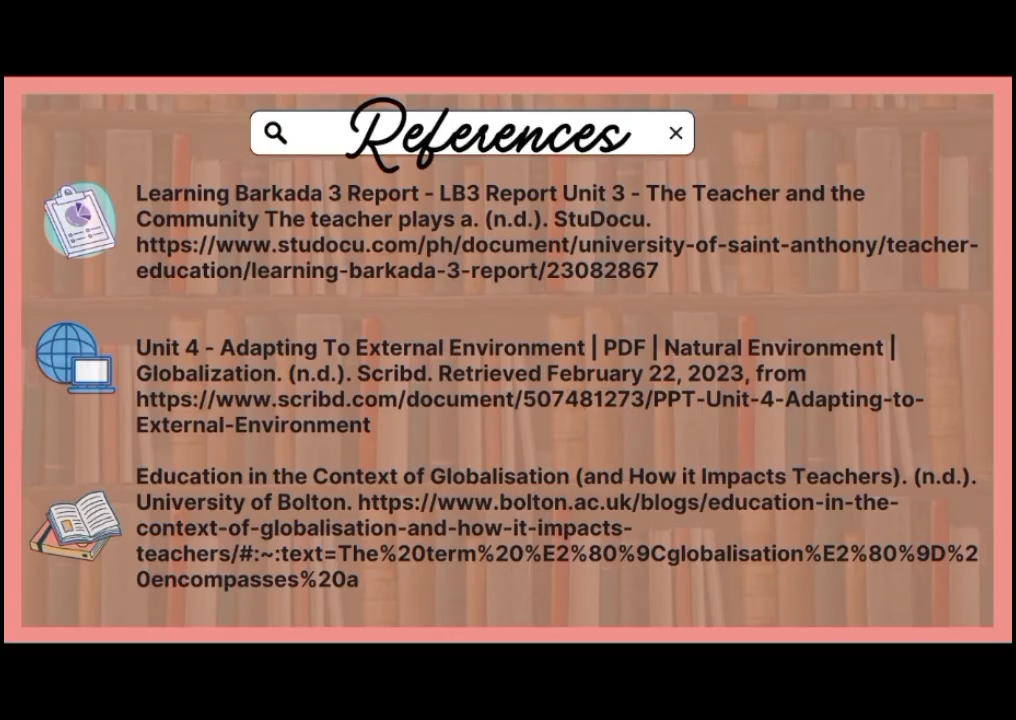 References
Learning Barkada 3 Report - LB3 Report Unit 3 - The Teacher and the
Community The teacher plays a. (n.d.). StuDocu.
https://www.studocu.com/ph/document/university-of-saint-anthony/teacher-
education/learning-barkada-3-report/23082867
Unit 4 - Adapting To External Environment | PDF | Natural Environment |
Globalization. (n.d.). Scribd. Retrieved February 22, 2023, from
https://www.scribd.com/document/507481273/PPT-Unit-4-Adapting-to-
External-Environment
Education in the Context of Globalisation (and How it Impacts Teachers). (n.d.).
University of Bolton. https://www.bolton.ac.uk/blogs/education-in-the-
context-of-globalisation-and-how-it-impacts-
teachers/#:~:text=The%20term%20%E2%80%9Cglobalisation%E2%80%9D%2
0encompasses%20a